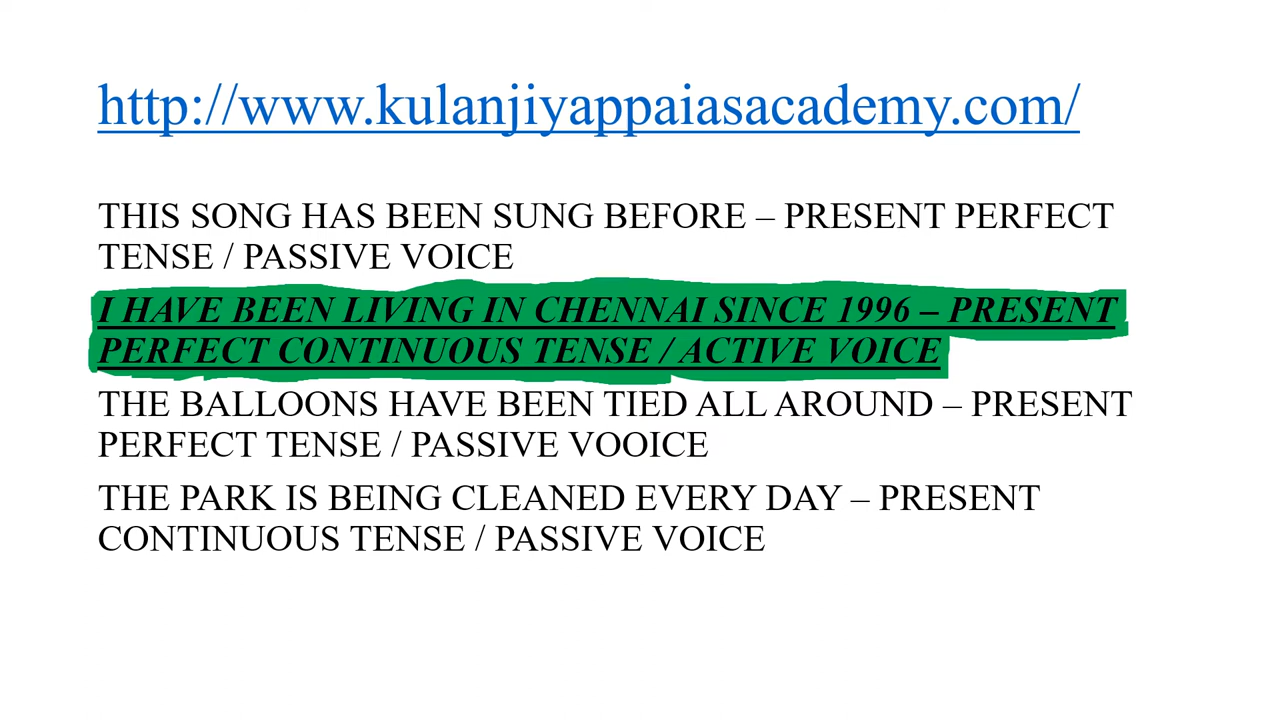 http://www.kulanjiyappaiasacademy.com/
THIS SONG HAS BEEN SUNG BEFORE – PRESENT PERFECT
TENSE / PASSIVE VOICE
I HAVE BEEN LIVING IN CHENNAI SINCE 1996 – PRESENT
PERFECT CONTINUOUS TENSE / ACTIVE VOICE
THE BALLOONS HAVE BEEN TIED ALL AROUND – PRESENT
PERFECT TENSE / PASSIVE VOOICE
THE PARK IS BEING CLEANED EVERY DAY – PRESENT
CONTINUOUS TENSE / PASSIVE VOICE